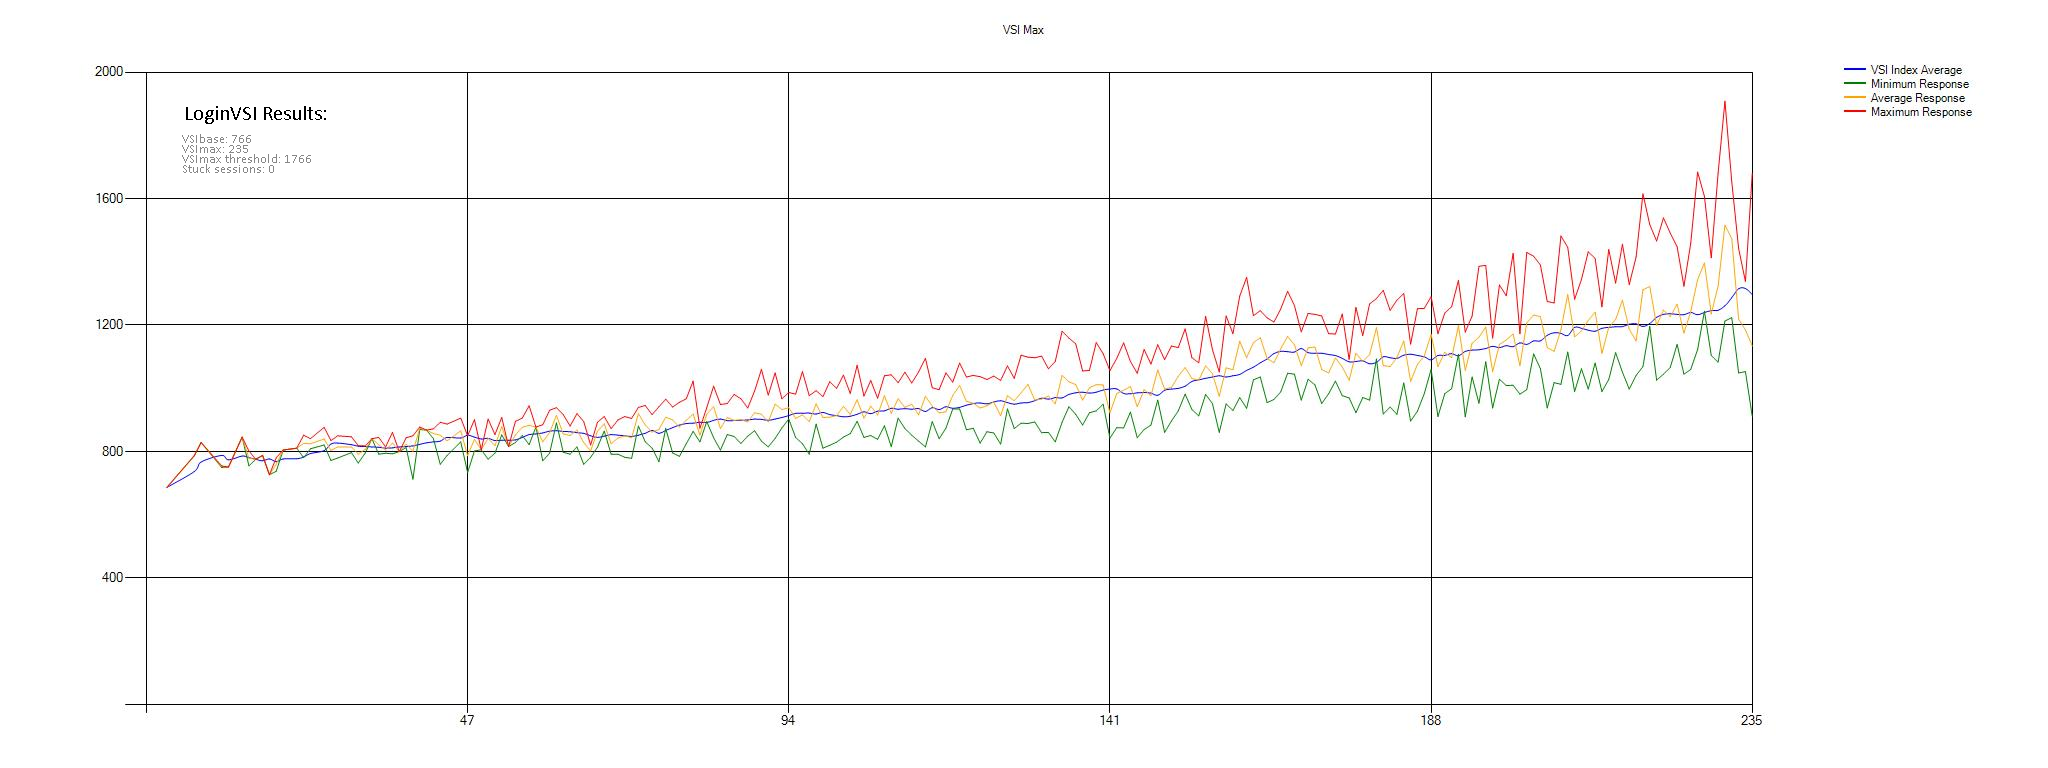 VSI Max
2000
1600
1200
800
400
47
94
141
188
235
LoginVSI Results:
VSIbase: 766
VSImax: 235
VSImax threshold: 1766
Stuck sessions: 0
VSI Index Average
Minimum Response
Average Response
Maximum Response